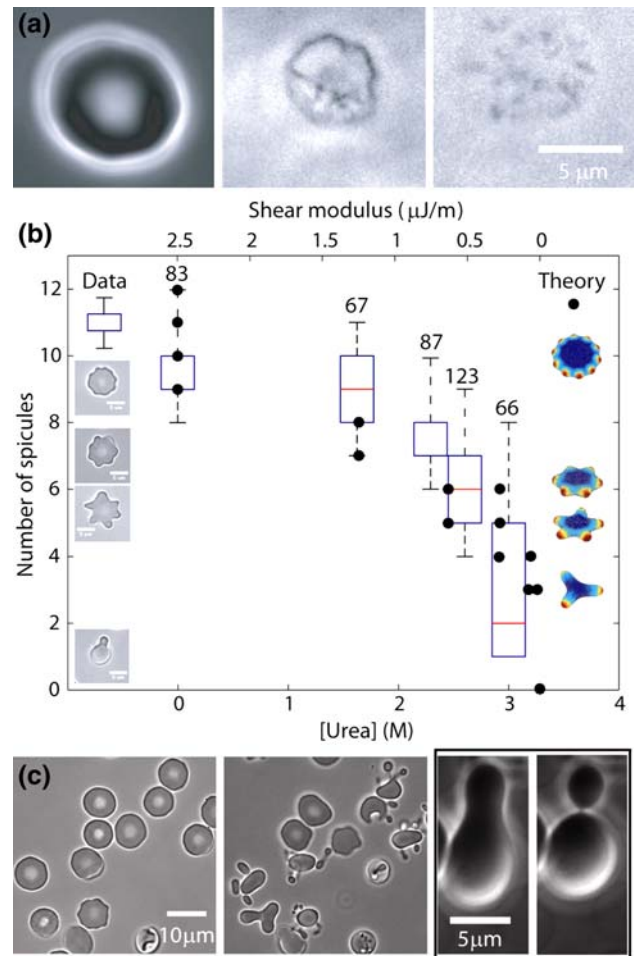 (a)
5 μm
Shear modulus (μJ/m)
(b)
2.5 2 1.5 1 0.5 0
Data
Theory
83
67
87
123
66
12
10
8
6
4
2
0
Number of spicules
0 1 2 3 4
[Urea] (M)
(c)
10μm
5μm